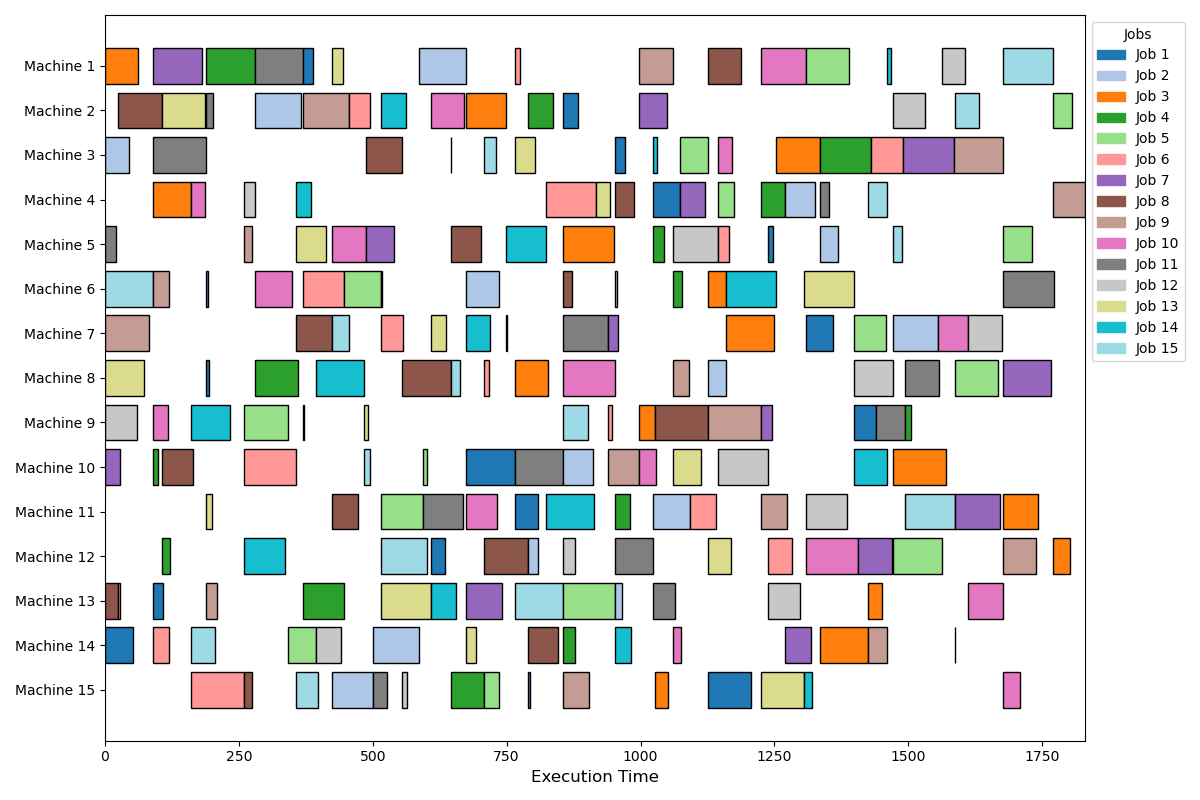 Machine 1
Machine 2
Machine 3
Machine 4
Machine 5
Machine 6
Machine 7
Machine 8
Machine 9
Machine 10
Machine 11
Machine 12
Machine 13
Machine 14
Machine 15
0 250 500 750 1000 1250 1500 1750
Execution Time
Jobs
Job 1
Job 2
Job 3
Job 4
Job 5
Job 6
Job 7
Job 8
Job 9
Job 10
Job 11
Job 12
Job 13
Job 14
Job 15